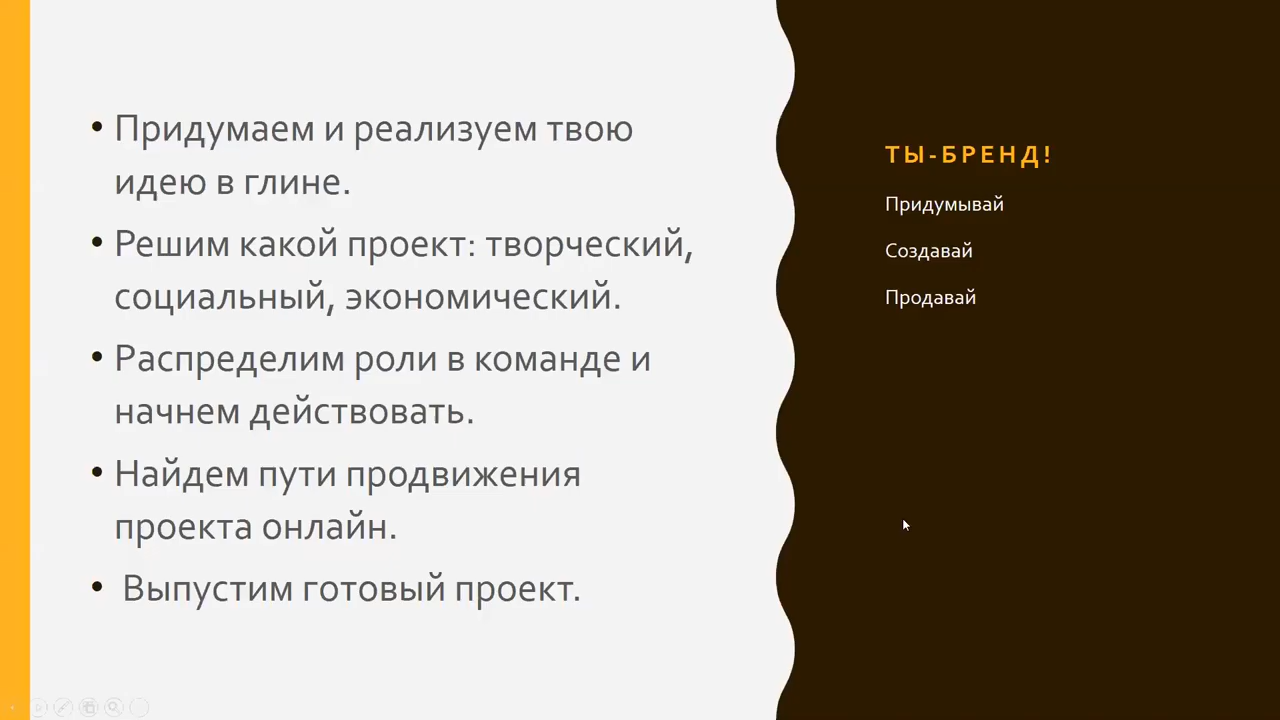 • Придумаем и реализуем твою
идею в глине.
• Решим какой проект: творческий,
социальный, экономический.
• Распределим роли в команде и
начнем действовать.
• Найдем пути продвижения
проекта онлайн.
• Выпустим готовый проект.
ТЫ-БРЕНД!
Придумывай
Создавай
Продавай